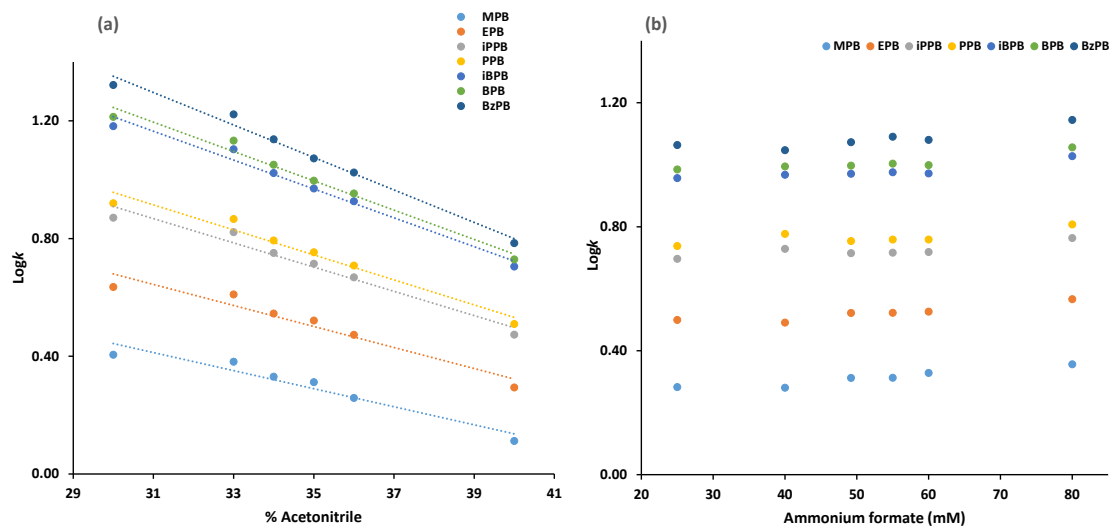 (a)
MPB
EPB
iPPB
PPB
iBPB
BPB
BzPB
1.20
0.80
0.40
0.00
Logk
29 31 33 35 37 39 41
% Acetonitrile
(b)
MPB EPB iPPB PPB iBPB BPB BzPB
1.20
0.80
0.40
0.00
Logk
20 30 40 50 60 70 80
Ammonium formate (mM)